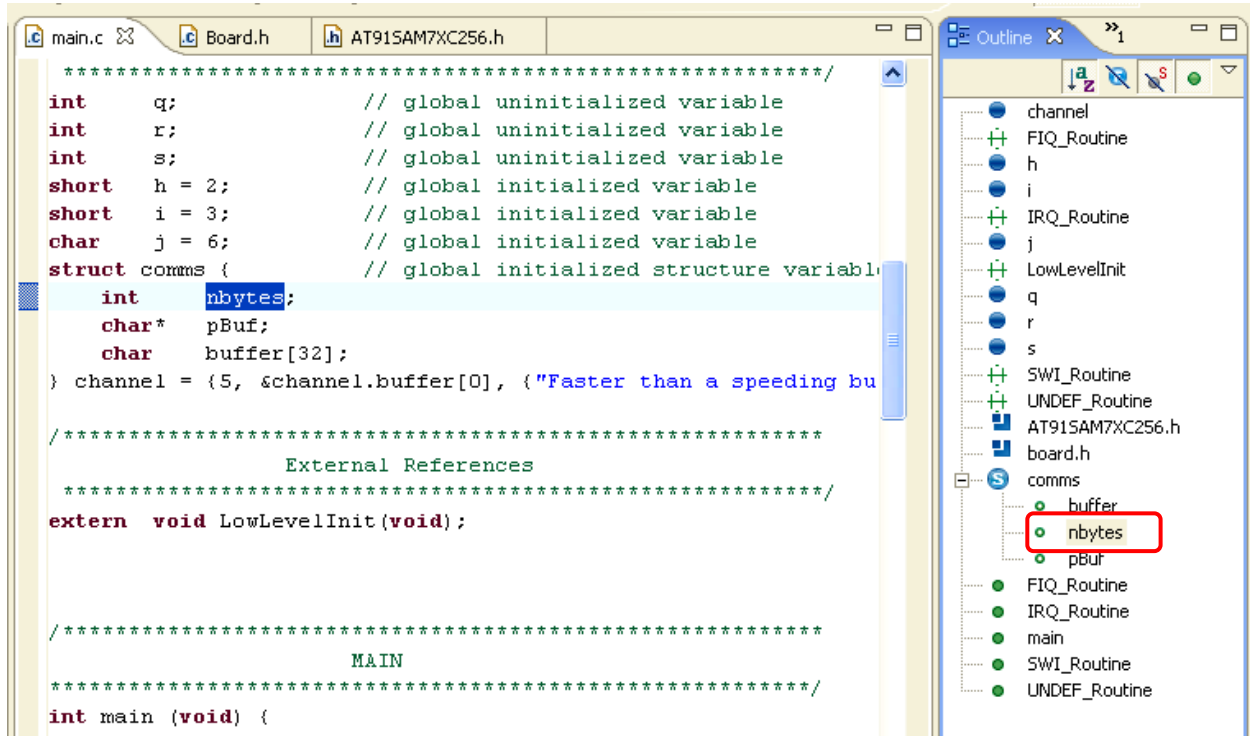 main.c Board.h AT91SAM7XC256.h
************************************************************/
int q; // global uninitialized variable
int r; // global uninitialized variable
int s; // global uninitialized variable
short h = 2; // global initialized variable
short i = 3; // global initialized variable
char j = 6; // global initialized variable
struct comms { // global initialized structure variabl
int nbytes;
char* pBuf;
char buffer[32];
} channel = {5, &channel.buffer[0], {"Faster than a speeding bu
/***********************************************************
External References
************************************************************/
extern void LowLevelInit(void);
/***********************************************************
MAIN
************************************************************/
int main (void) {
Outline »1
channel
FIQ_Routine
h
i
IRQ_Routine
j
LowLevelInit
q
r
s
SWI_Routine
UNDEF_Routine
AT91SAM7XC256.h
board.h
comms
buffer
nbytes
pBuf
FIQ_Routine
IRQ_Routine
main
SWI_Routine
UNDEF_Routine